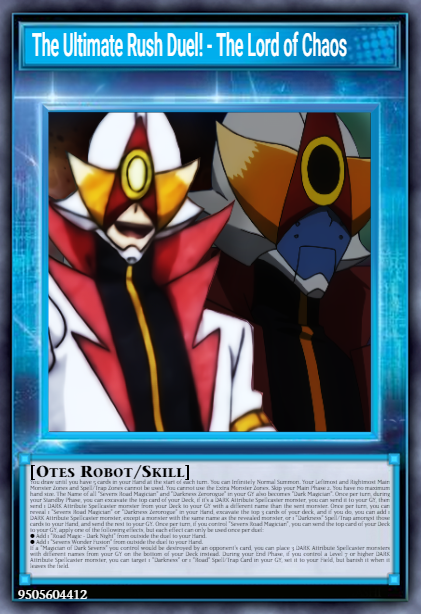 The Ultimate Rush Duel! - The Lord of Chaos
[OTES ROBOT/SKILL]
You draw until you have 5 cards in your Hand at the start of each turn. You can Infinitely Normal Summon. Your Leftmost and Rightmost Main
Monster Zones and Spell/Trap Zones cannot be used. You cannot use the Extra Monster Zones. Skip your Main Phase 2. You have no maximum
hand size. The Name of all "Sevens Road Magician" and "Darkness Zerorogue" in your GY also becomes "Dark Magician". Once per turn, during
your Standby Phase, you can excavate the top card of your Deck, if it's a DARK Attribute Spellcaster monster, you can send it to your GY, then
send 1 DARK Attribute Spellcaster monster from your Deck to your GY with a different name than the sent monster. Once per turn, you can
reveal 1 "Sevens Road Magician" or "Darkness Zerorogue" in your Hand, excavate the top 3 cards of your deck, and if you do, you can add 1
DARK Attribute Spellcaster monster, except a monster with the same name as the revealed monster, or 1 "Darkness" Spell/Trap amongst those
cards to your Hand, and send the rest to your GY. Once per turn, if you control "Sevens Road Magician", you can send the top card of your Deck
to your GY, apply one of the following effects, but each effect can only be used once per duel:
● Add 1 "Road Magic - Dark Night" from outside the duel to your Hand.
● Add 1 "Sevens Wonder Fusion" from outside the duel to your Hand.
If a "Magician of Dark Sevens" you control would be destroyed by an opponent's card, you can place 3 DARK Attribute Spellcaster monsters
with different names from your GY on the bottom of your Deck instead. During your End Phase, if you control a Level 7 or higher DARK
Attribute Spellcaster monster, you can target 1 "Darkness" or 1 "Road" Spell/Trap Card in your GY, set it to your field, but banish it when it
leaves the field.
9505604412